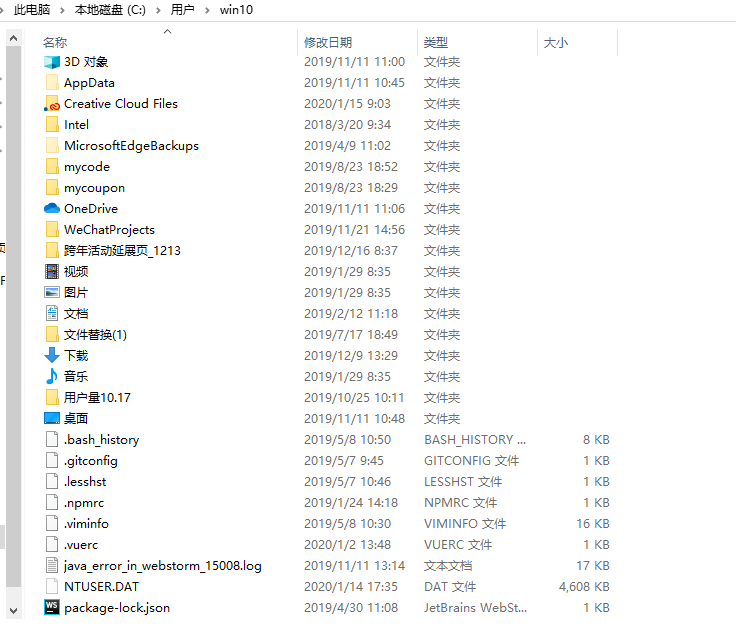 此电脑 > 本地磁盘 (C:) > 用户 > win10
名称 修改日期 类型 大小
3D 对象 2019/11/11 11:00 文件夹
AppData 2019/11/11 10:45 文件夹
Creative Cloud Files 2020/1/15 9:03 文件夹
Intel 2018/3/20 9:34 文件夹
MicrosoftEdgeBackups 2019/4/9 11:02 文件夹
mycode 2019/8/23 18:52 文件夹
mycoupon 2019/8/23 18:29 文件夹
OneDrive 2019/11/11 11:06 文件夹
WeChatProjects 2019/11/21 14:56 文件夹
跨年活动延展页_1213 2019/12/16 8:37 文件夹
视频 2019/1/29 8:35 文件夹
图片 2019/1/29 8:35 文件夹
文档 2019/2/12 11:18 文件夹
文件替换(1) 2019/7/17 18:49 文件夹
下载 2019/12/9 13:29 文件夹
音乐 2019/1/29 8:35 文件夹
用户量10.17 2019/10/25 10:11 文件夹
桌面 2019/11/11 10:48 文件夹
.bash_history 2019/5/8 10:50 BASH_HISTORY ... 8 KB
.gitconfig 2019/5/7 9:45 GITCONFIG 文件 1 KB
.lesshst 2019/5/7 10:46 LESSHST 文件 1 KB
.npmrc 2019/1/24 14:18 NPMRC 文件 1 KB
.viminfo 2019/5/8 10:30 VIMINFO 文件 16 KB
.vuerc 2020/1/2 13:48 VUERC 文件 1 KB
java_error_in_webstorm_15008.log 2019/11/11 13:14 文本文档 17 KB
NTUSER.DAT 2020/1/14 17:35 DAT 文件 4,608 KB
package-lock.json 2019/4/30 11:08 JetBrains WebSt... 1 KB